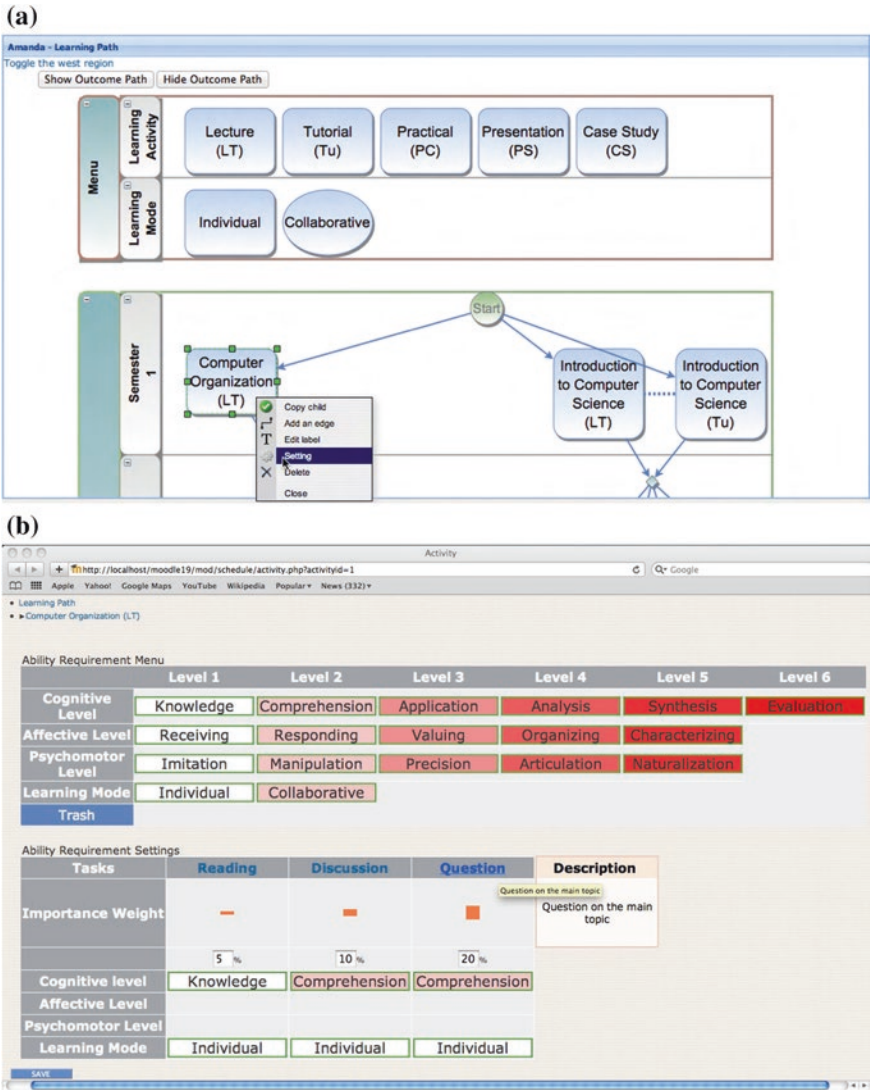 (a)
Amanda - Learning Path
Toggle the west region
Show Outcome Path Hide Outcome Path
Menu
Learning Activity
Lecture (LT)
Tutorial (Tu)
Practical (PC)
Presentation (PS)
Case Study (CS)
Learning Mode
Individual
Collaborative
Semester 1
Start
Computer
Organization
(LT)
Introduction
to Computer
Science
(LT)
Introduction
to Computer
Science
(Tu)
Copy child
Add an edge
T Edit label
Setting
Delete
Close
(b)
Activity
http://localhost/moodle19/mod/schedule/activity.php?activityid=1
Google
Apple Yahoo! Google Maps YouTube Wikipedia Popular News (332)
Learning Path
Computer Organization (LT)
Ability Requirement Menu
Level 1 Level 2 Level 3 Level 4 Level 5 Level 6
Cognitive Level Knowledge Comprehension Application Analysis Synthesis Evaluation
Affective Level Receiving Responding Valuing Organizing Characterizing
Psychomotor Level Imitation Manipulation Precision Articulation Naturalization
Learning Mode Individual Collaborative
Trash
Ability Requirement Settings
Tasks Reading Discussion Question Description
Question on the main topic
Importance Weight
Question on the main
topic
5 % 10 % 20 %
Cognitive level Knowledge Comprehension Comprehension
Affective Level
Psychomotor Level
Learning Mode Individual Individual Individual
SAVE